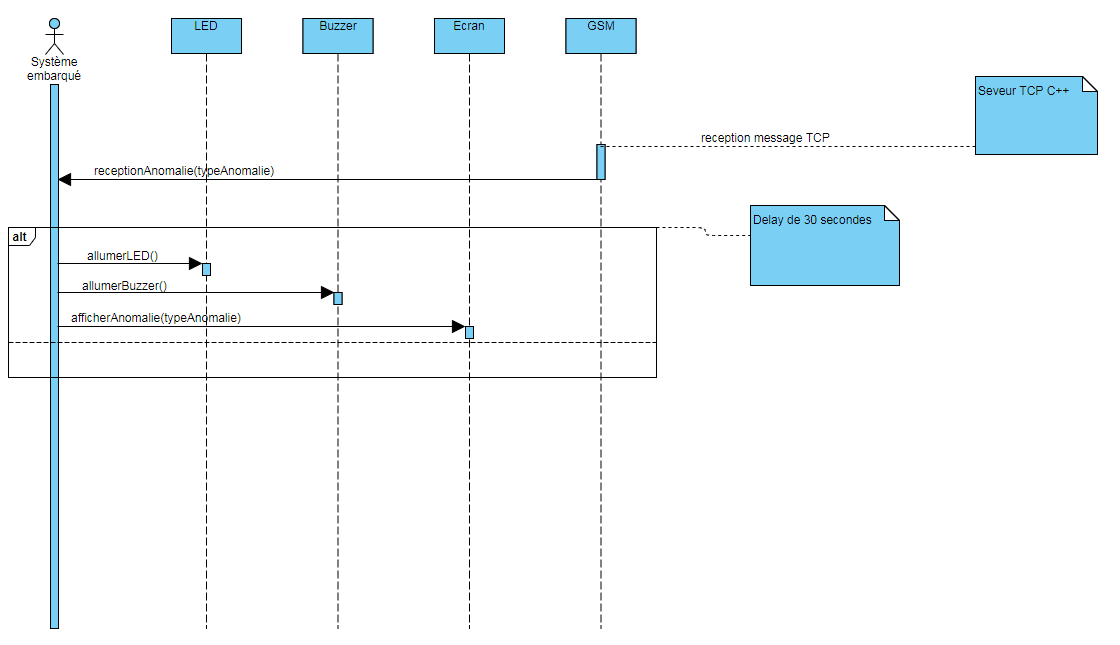 LED
Buzzer
Ecran
GSM
Système
embarqué
Seveur TCP C++
reception message TCP
receptionAnomalie(typeAnomalie)
Delay de 30 secondes
alt
allumerLED()
allumerBuzzer()
afficherAnomalie(typeAnomalie)